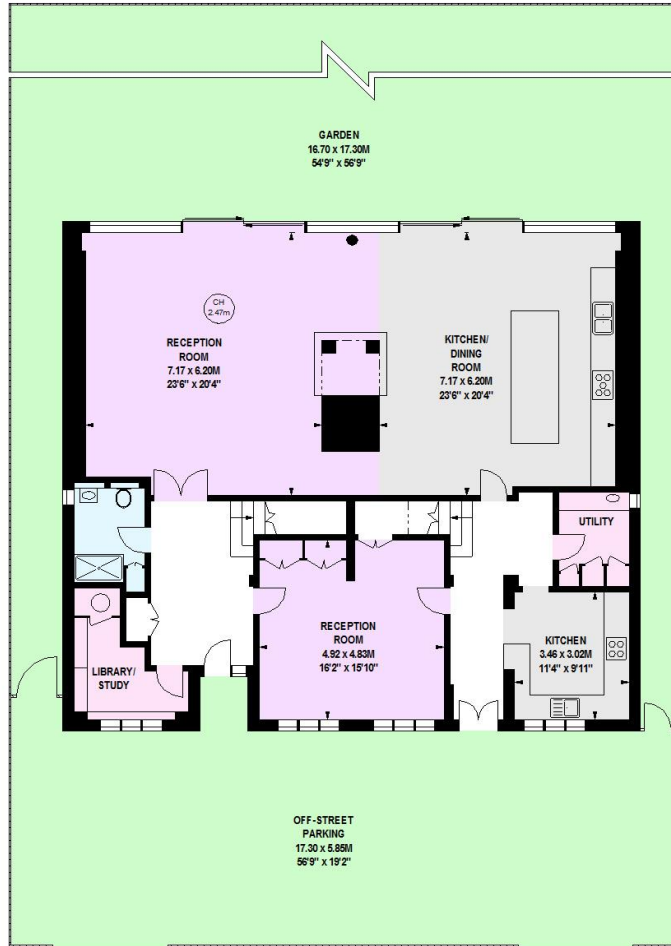 GARDEN
16.70 x 17.30M
54'9" x 56'9"
CH
2.47m
RECEPTION
ROOM
7.17 x 6.20M
23'6" x 20'4"
KITCHEN/
DINING
ROOM
7.17 x 6.20M
23'6" x 20'4"
UTILITY
RECEPTION
ROOM
4.92 x 4.83M
16'2" x 15'10"
KITCHEN
3.46 x 3.02M
11'4" x 9'11"
LIBRARY/
STUDY
OFF-STREET
PARKING
17.30 x 5.85M
56'9" x 19'2"